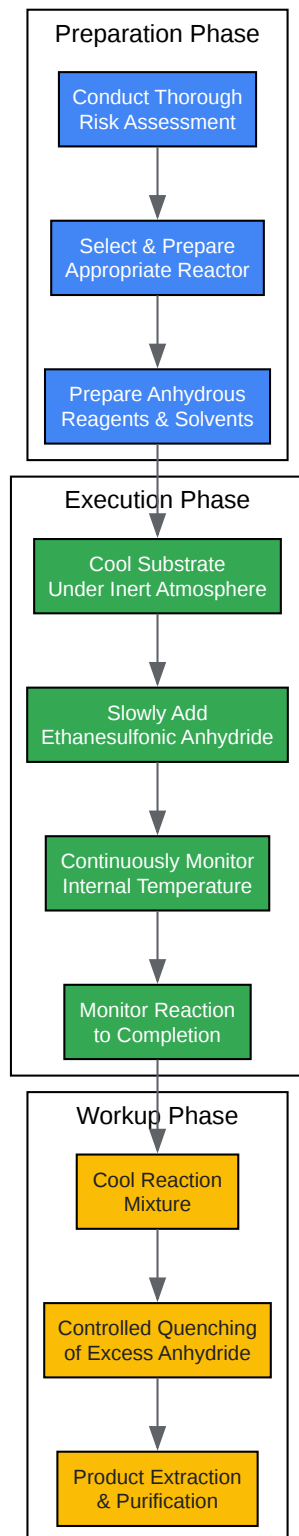 Preparation Phase
Conduct Thorough
Risk Assessment
Select & Prepare
Appropriate Reactor
Prepare Anhydrous
Reagents & Solvents
Execution Phase
Cool Substrate
Under Inert Atmosphere
Slowly Add
Ethanesulfonic Anhydride
Continuously Monitor
Internal Temperature
Monitor Reaction
to Completion
Workup Phase
Cool Reaction
Mixture
Controlled Quenching
of Excess Anhydride
Product Extraction
& Purification